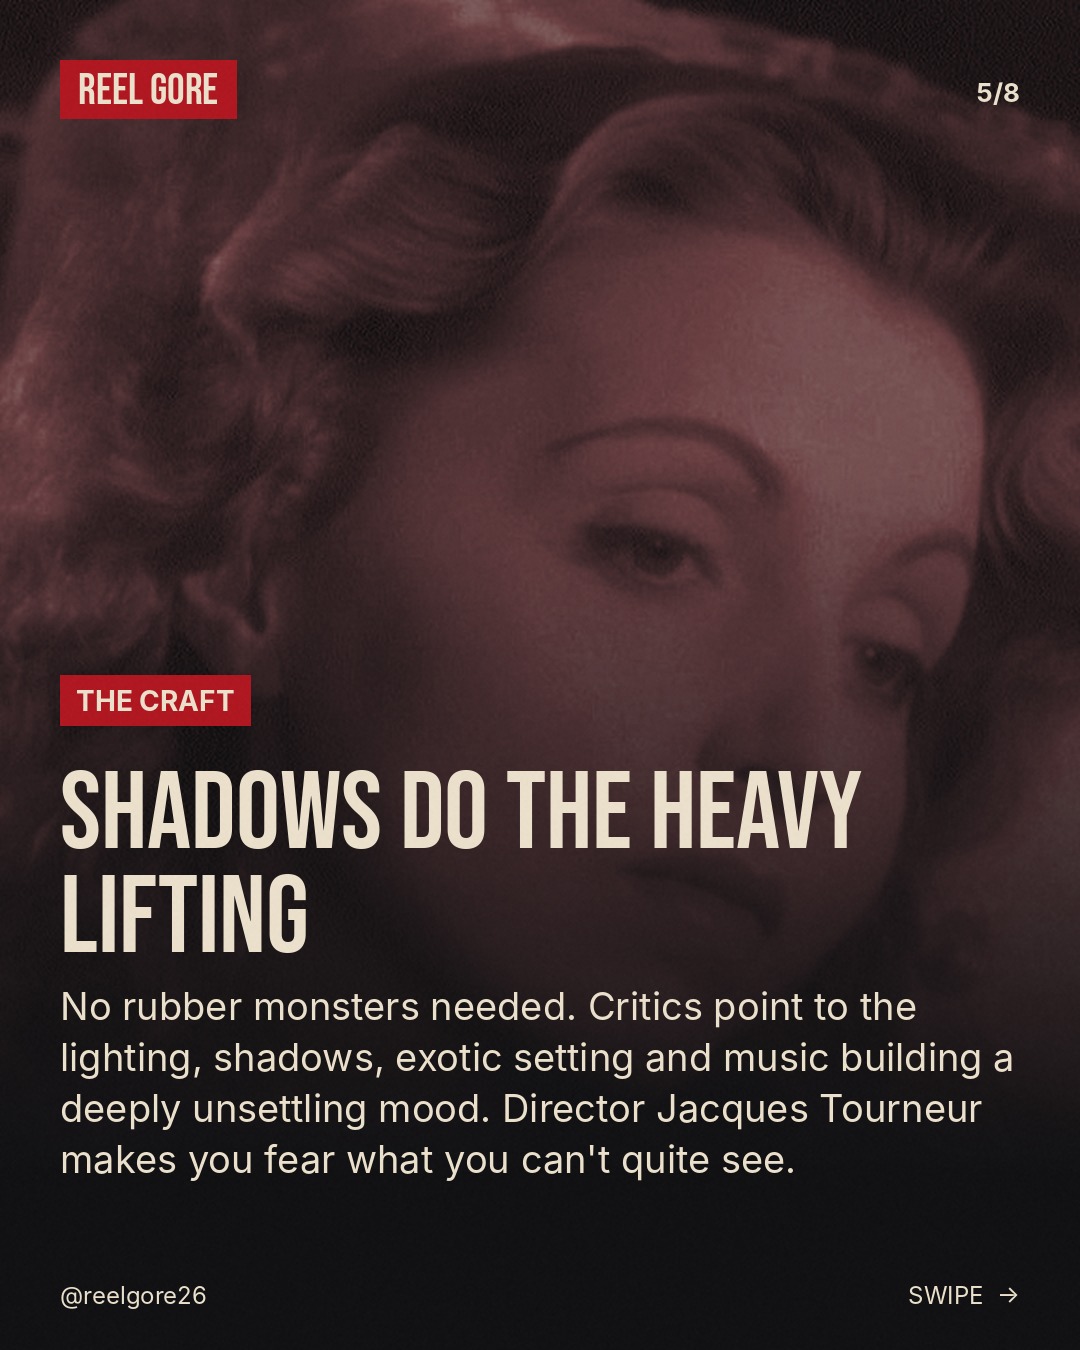 REEL GORE
5/8
THE CRAFT
SHADOWS DO THE HEAVY
LIFTING
No rubber monsters needed. Critics point to the
lighting, shadows, exotic setting and music building a
deeply unsettling mood. Director Jacques Tourneur
makes you fear what you can't quite see.
@reelgore26
SWIPE →